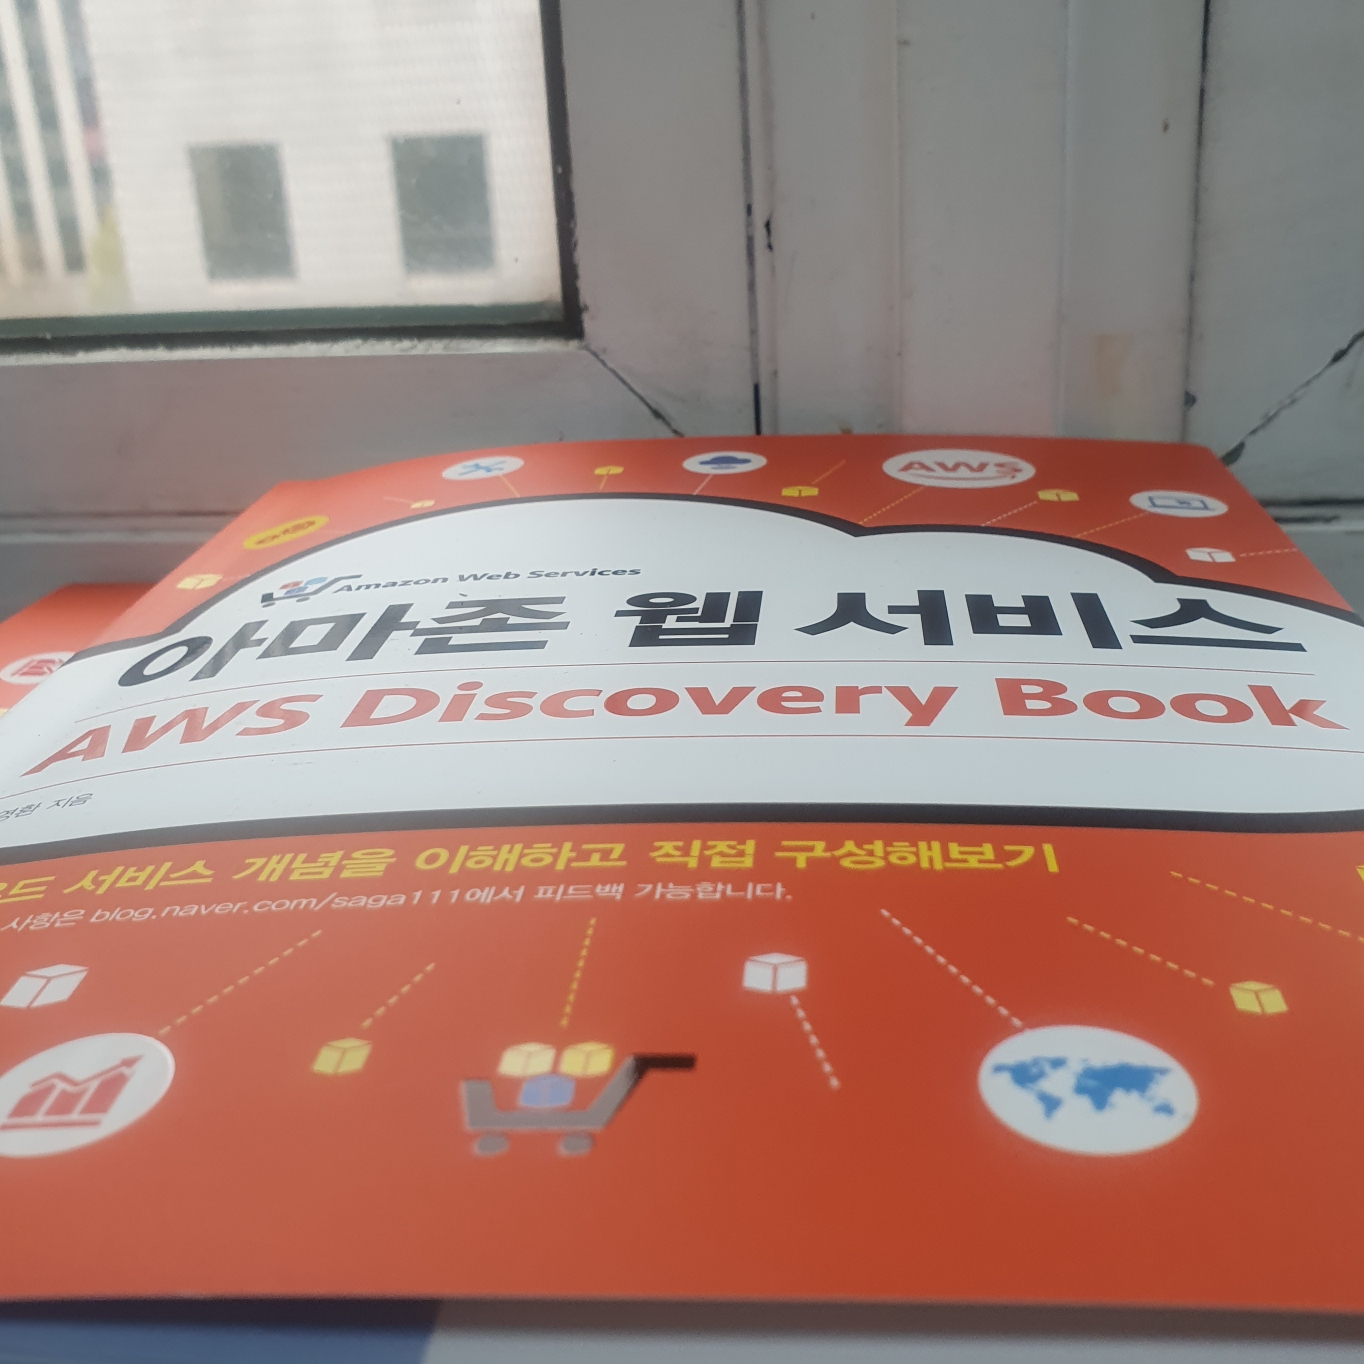 AWS
Amazon Web Services
아마존 웹 서비스
AWS Discovery Book
지음
서비스 개념을 이해하고 직접 구성해보기
사항은 blog.naver.com/saga111에서 피드백 가능합니다.